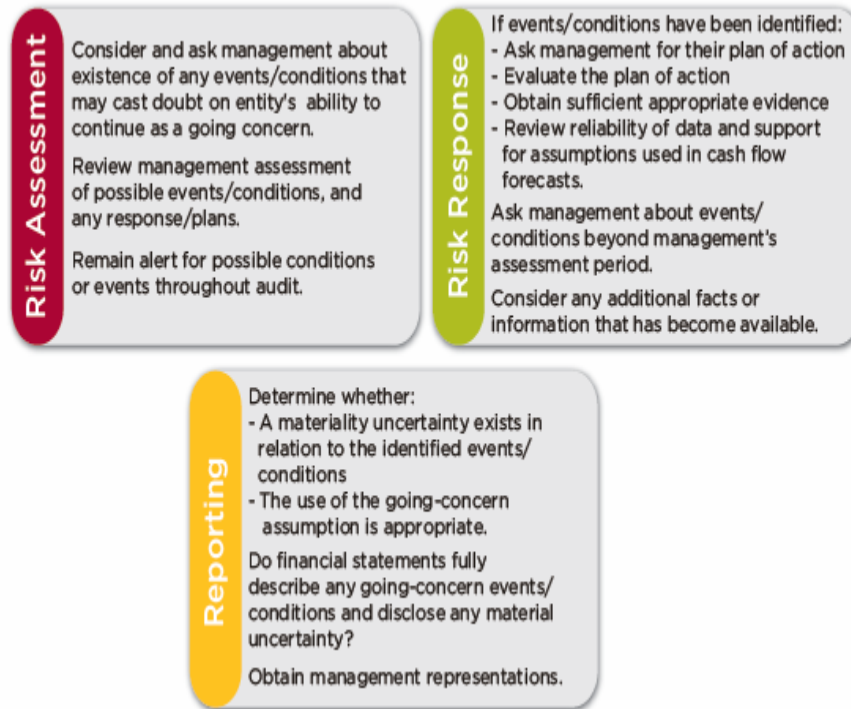 Risk Assessment
Consider and ask management about
existence of any events/conditions that
may cast doubt on entity's ability to
continue as a going concern.
Review management assessment
of possible events/conditions, and
any response/plans.
Remain alert for possible conditions
or events throughout audit.
Risk Response
If events/conditions have been identified:
- Ask management for their plan of action
- Evaluate the plan of action
- Obtain sufficient appropriate evidence
- Review reliability of data and support
for assumptions used in cash flow
forecasts.
Ask management about events/
conditions beyond management's
assessment period.
Consider any additional facts or
information that has become available.
Reporting
Determine whether:
- A materiality uncertainty exists in
relation to the identified events/
conditions
- The use of the going-concern
assumption is appropriate.
Do financial statements fully
describe any going-concern events/
conditions and disclose any material
uncertainty?
Obtain management representations.